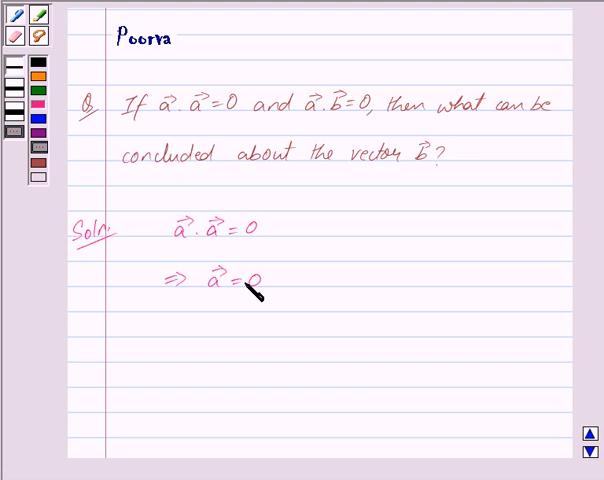 Poorva
Q If a⃗ . a⃗ = 0 and a⃗ . b⃗ = 0, then what can be
concluded about the vector b⃗ ?
Soln: a⃗ . a⃗ = 0
⇒ a⃗ = 0